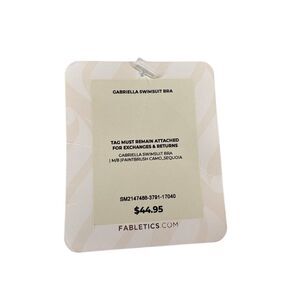 GABRIELLA SWIMSUIT BRA
TAG MUST REMAIN ATTACHED
FOR EXCHANGES & RETURNS
GABRIELLA SWIMSUIT BRA
| M/8 |PAINTBRUSH CAMO_SEQUOIA
SM2147488-3791-17040
$44.95
FABLETICS.COM